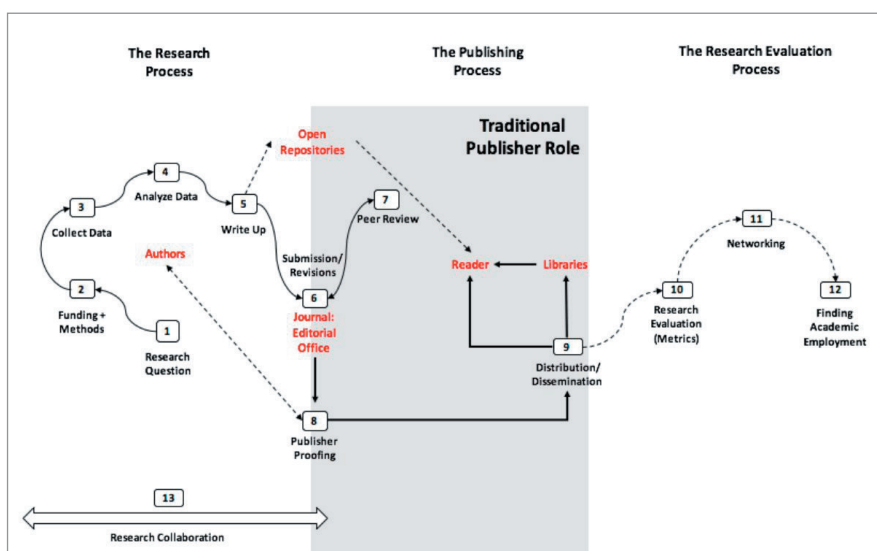 The Research
Process
The Publishing
Process
The Research Evaluation
Process
Traditional
Publisher Role
Open
Repositories
4
Analyze Data
5
Write Up
7
Peer Review
3
Collect Data
11
Networking
Authors
Submission/
Revisions
Reader
Libraries
2
Funding +
Methods
6
Journal:
Editorial
Office
10
Research
Evaluation
(Metrics)
12
Finding
Academic
Employment
1
Research
Question
9
Distribution/
Dissemination
8
Publisher
Proofing
13
Research Collaboration